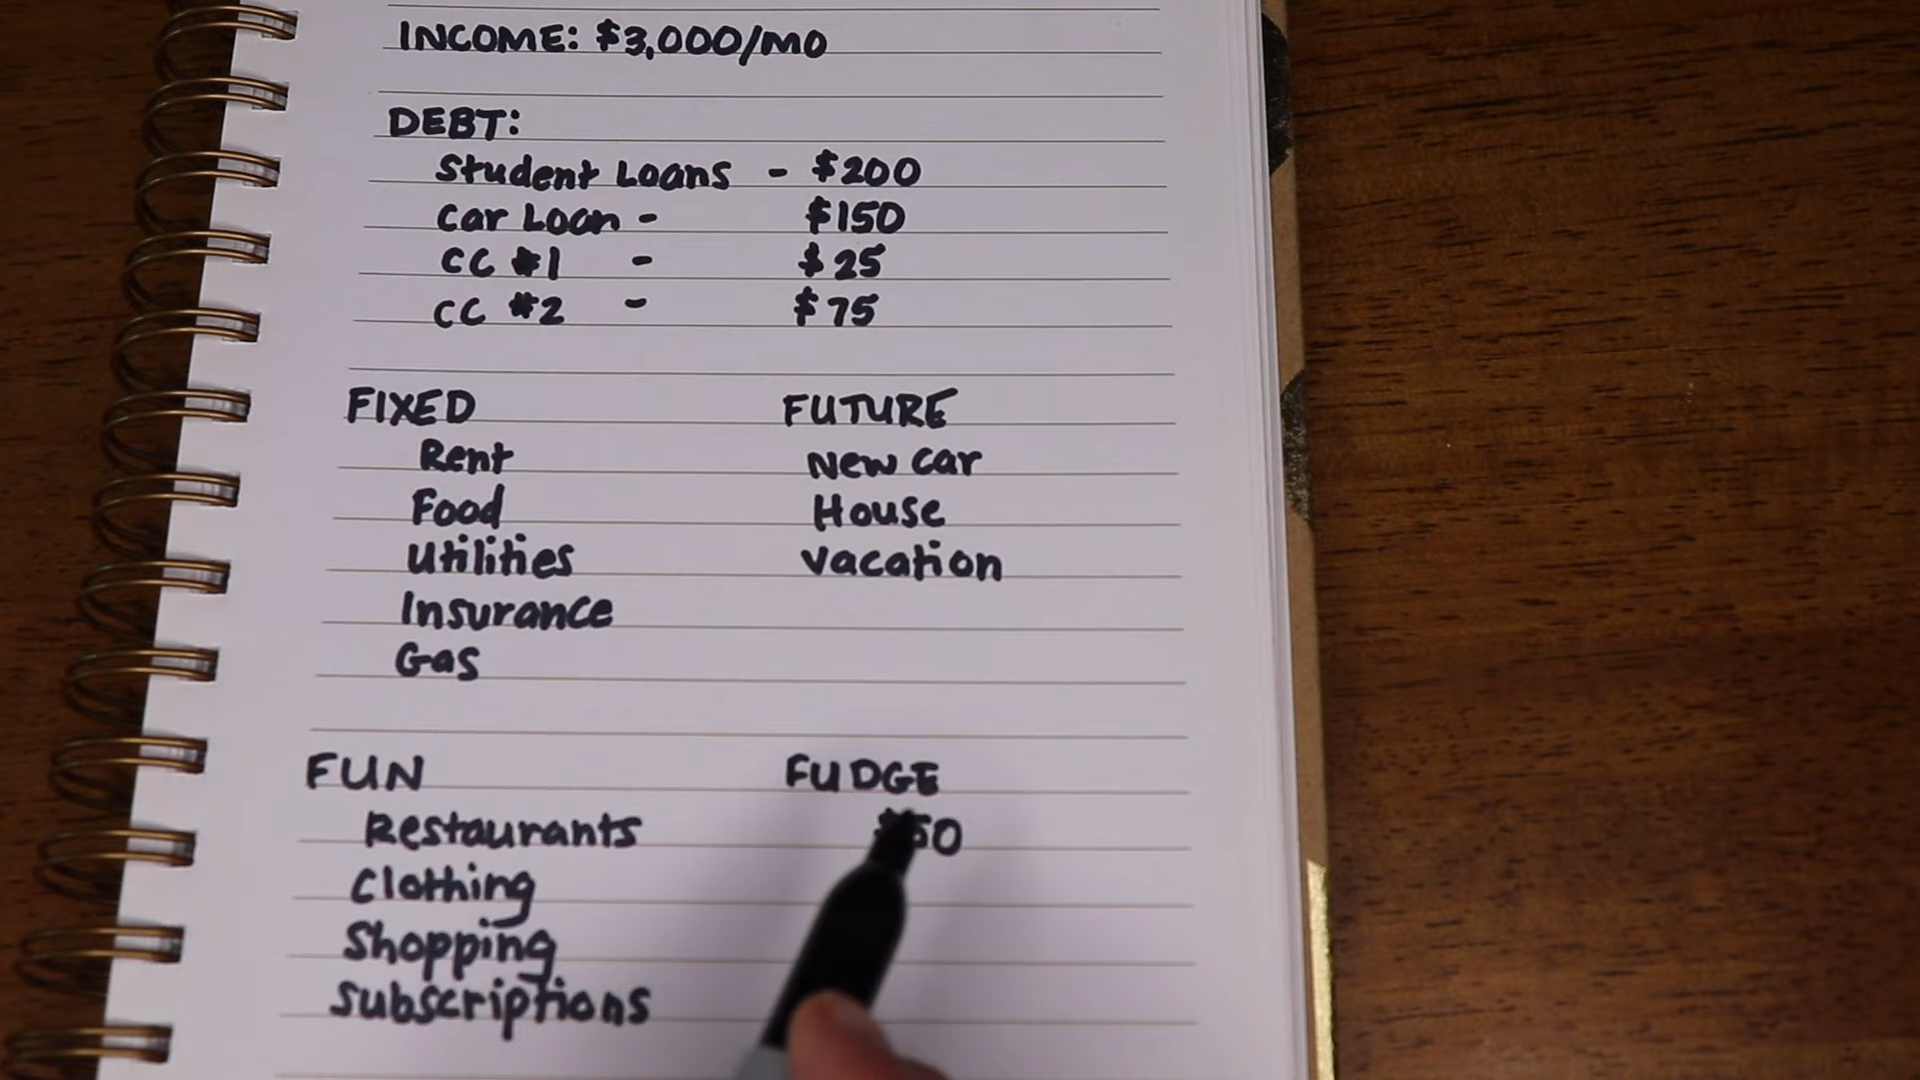 INCOME: $3,000/MO
DEBT:
Student Loans - $200
Car Loan - $150
CC #1 - $25
CC #2 - $75
FIXED
Rent
Food
Utilities
Insurance
Gas
FUTURE
New Car
House
Vacation
FUN
Restaurants
Clothing
Shopping
Subscriptions
FUDGE
$50